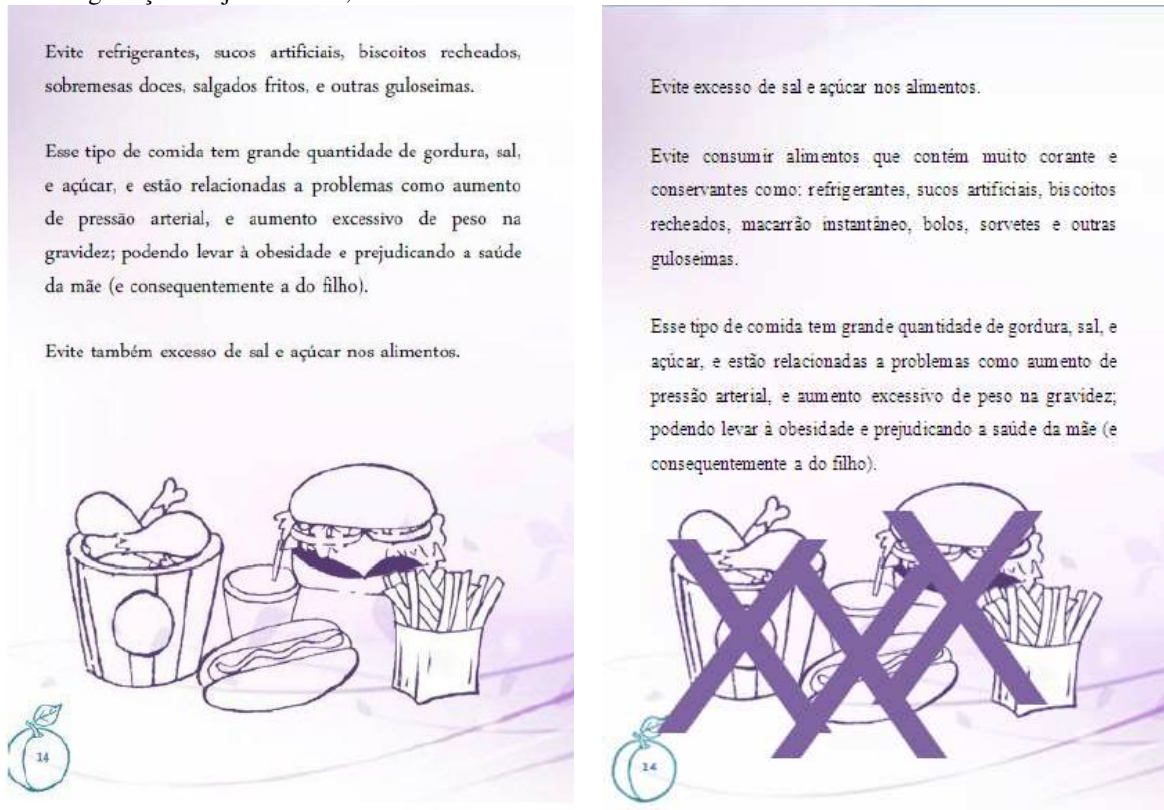 Evite refrigerantes, sucos artificiais, biscoitos recheados,
sobremesas doces, salgados fritos, e outras guloseimas.
Esse tipo de comida tem grande quantidade de gordura, sal,
e açúcar, e estão relacionadas a problemas como aumento
de pressão arterial, e aumento excessivo de peso na
gravidez; podendo levar à obesidade e prejudicando a saúde
da mãe (e consequentemente a do filho).
Evite também excesso de sal e açúcar nos alimentos.
14
Evite excesso de sal e açúcar nos alimentos.
Evite consumir alimentos que contém muito corante e
conservantes como: refrigerantes, sucos artificiais, biscoitos
recheados, macarrão instantâneo, bolos, sorvetes e outras
guloseimas.
Esse tipo de comida tem grande quantidade de gordura, sal, e
açúcar, e estão relacionadas a problemas como aumento de
pressão arterial, e aumento excessivo de peso na gravidez;
podendo levar à obesidade e prejudicando a saúde da mãe (e
consequentemente a do filho).
14